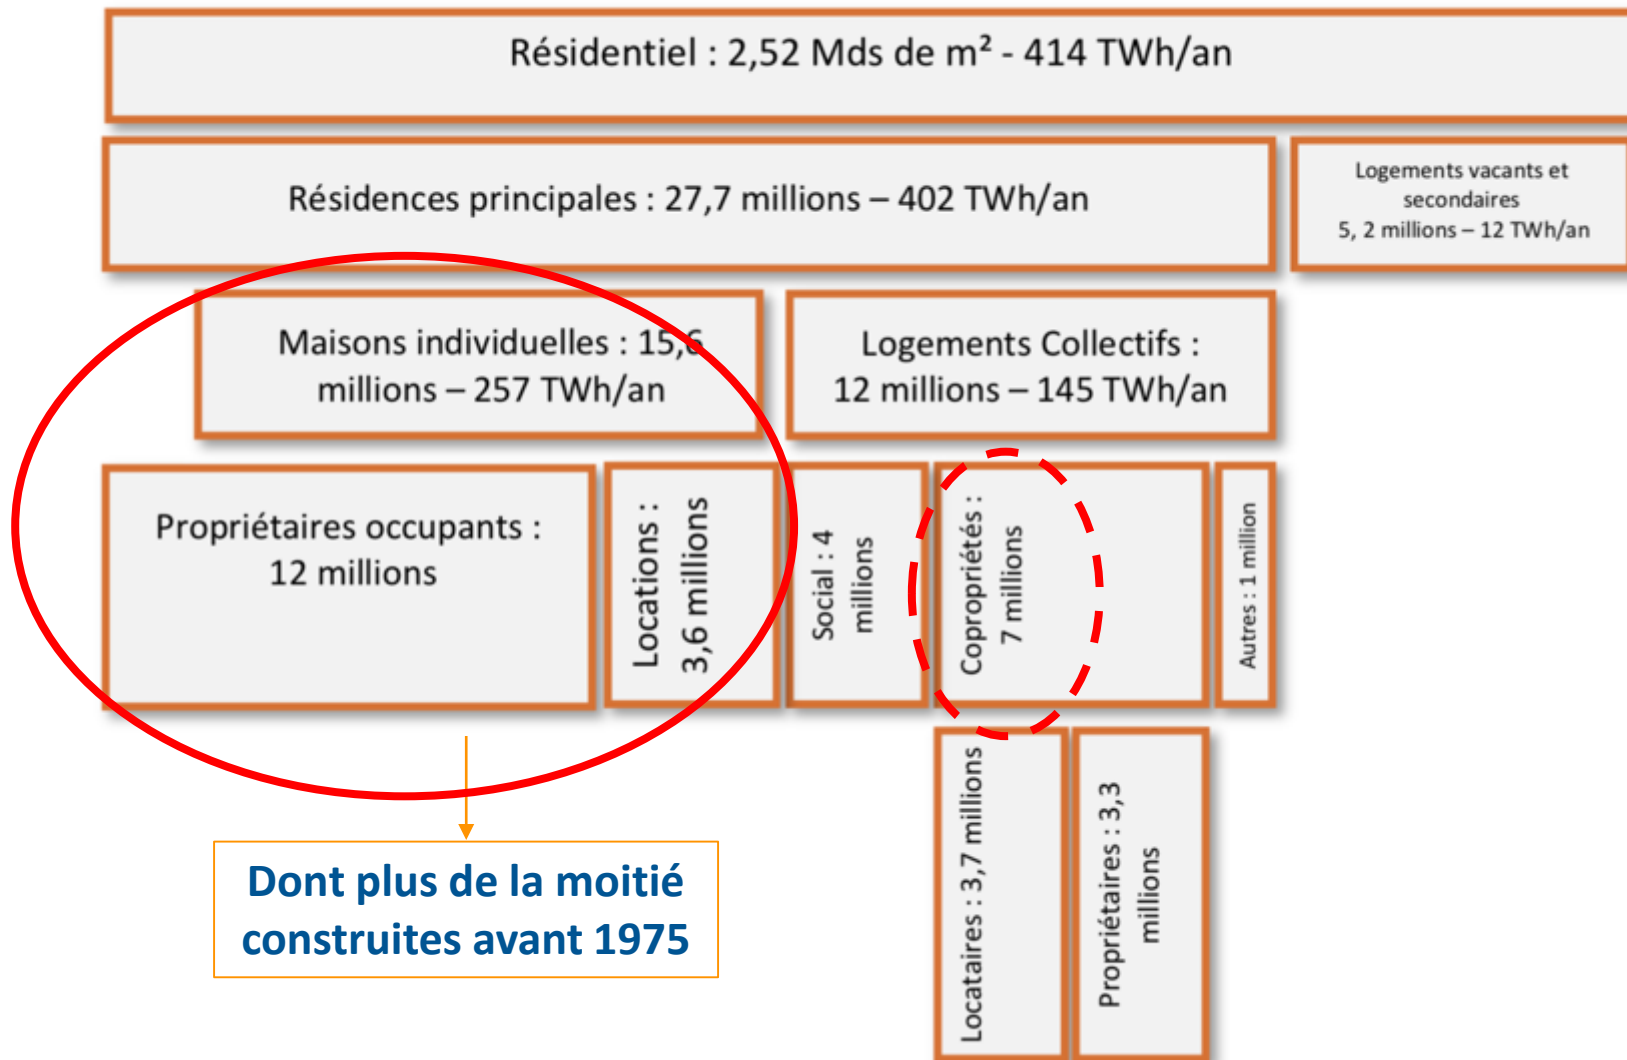 Résidentiel : 2,52 Mds de m² - 414 TWh/an
Résidences principales : 27,7 millions – 402 TWh/an
Logements vacants et
secondaires
5, 2 millions – 12 TWh/an
Maisons individuelles : 15,6
millions – 257 TWh/an
Logements Collectifs :
12 millions – 145 TWh/an
Propriétaires occupants :
12 millions
Locations :
3,6 millions
Social : 4
millions
Copropriétés :
7 millions
Autres : 1 million
Locataires : 3,7 millions
Propriétaires : 3,3
millions
Dont plus de la moitié
construites avant 1975